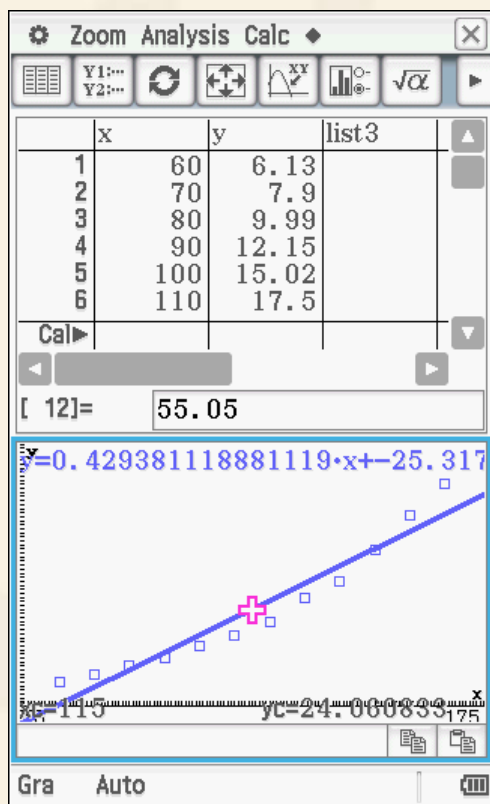 Zoom Analysis Calc
Y1:··· Y2:··· XY √α
x y list3
1 60 6.13
2 70 7.9
3 80 9.99
4 90 12.15
5 100 15.02
6 110 17.5
Cal▶
[ 12]= 55.05
y
y=0.429381118881119·x+-25.317
x
xc=115 yc=24.060833 175
Gra Auto